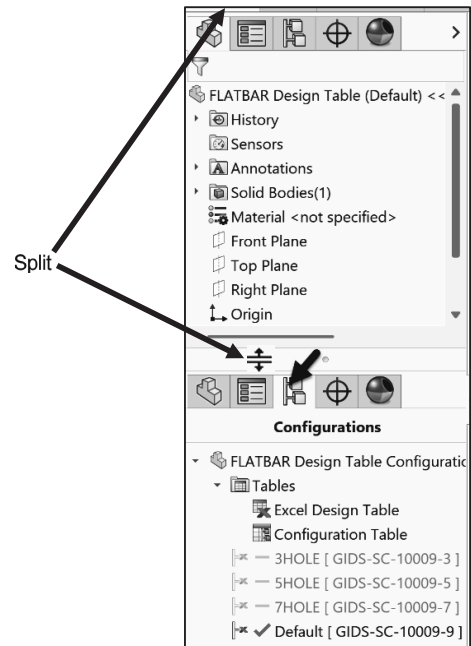 FLATBAR Design Table (Default) <<
History
Sensors
Annotations
Solid Bodies(1)
Material <not specified>
Front Plane
Top Plane
Right Plane
Split
Origin
Configurations
FLATBAR Design Table Configuratic
Tables
Excel Design Table
Configuration Table
3HOLE [ GIDS-SC-10009-3 ]
5HOLE [ GIDS-SC-10009-5 ]
7HOLE [ GIDS-SC-10009-7 ]
Default [ GIDS-SC-10009-9 ]